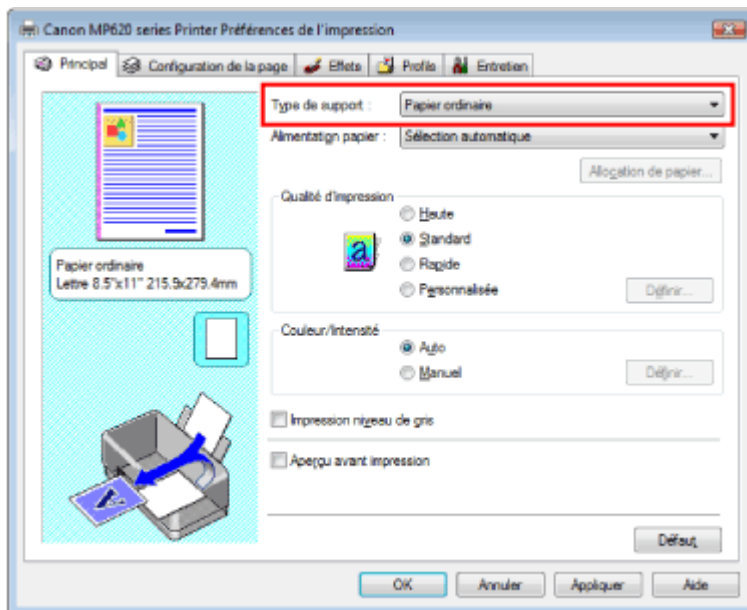 Canon MP620 series Printer Préférences de l'impression
Principal Configuration de la page Effets Profils Entretien
Type de support : Papier ordinaire
Alimentation papier : Sélection automatique
Allocation de papier...
Qualité d'impression
Haute
Standard
Rapide
Personnalisée Définir...
Papier ordinaire
Lettre 8.5"x11" 215.9x279.4mm
Couleur/Intensité
Auto
Manuel Définir...
Impression niveau de gris
Aperçu avant impression
Défaut
OK Annuler Appliquer Aide